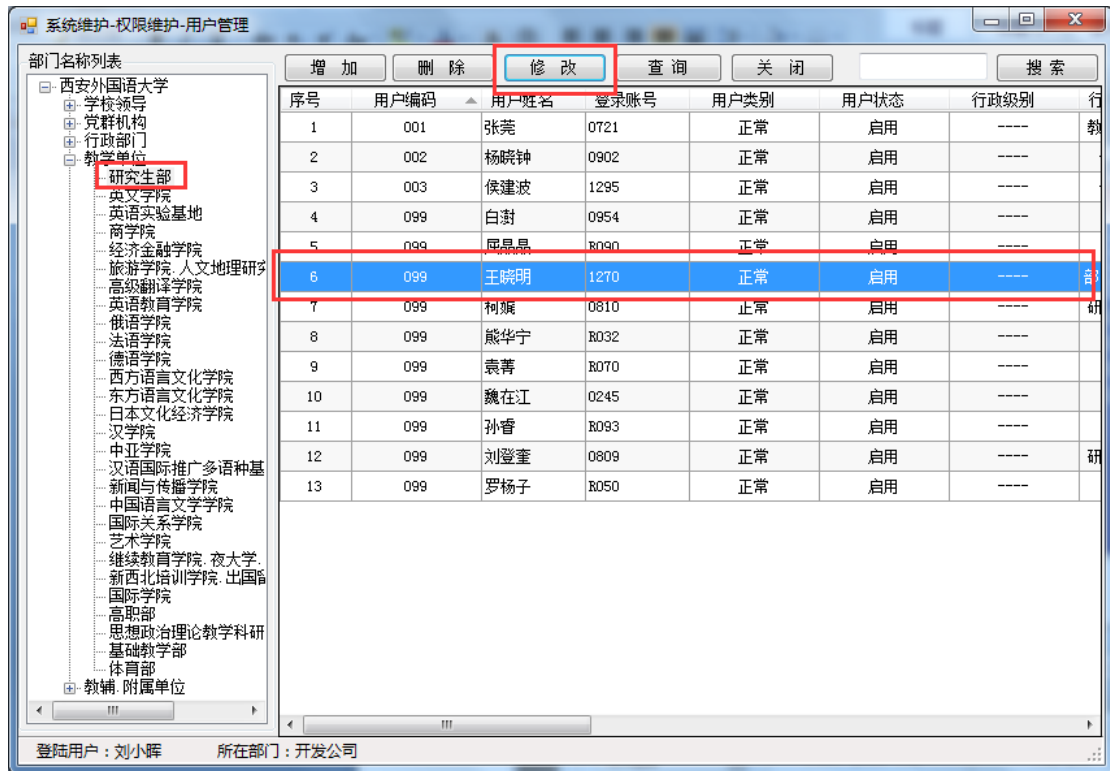 系统维护-权限维护-用户管理
部门名称列表
增 加 删 除 修 改 查 询 关 闭 搜 索
西安外国语大学
学校领导
党群机构
行政部门
教学单位
研究生部
英文学院
英语实验基地
商学院
经济金融学院
旅游学院.人文地理研究
高级翻译学院
英语教育学院
俄语学院
法语学院
德语学院
西方语言文化学院
东方语言文化学院
日本文化经济学院
汉学院
中亚学院
汉语国际推广多语种基
新闻与传播学院
中国语言文学学院
国际关系学院
艺术学院
继续教育学院.夜大学.
新西北培训学院.出国留
国际学院
高职部
思想政治理论教学科研
基础教学部
体育部
教辅.附属单位
序号 用户编码 用户姓名 登录账号 用户类别 用户状态 行政级别 行
1 001 张莞 0721 正常 启用 ---- 教
2 002 杨晓钟 0902 正常 启用 ----
3 003 侯建波 1295 正常 启用 ----
4 099 白澍 0954 正常 启用 ----
5 099 屈晶晶 R090 正常 启用 ----
6 099 王晓明 1270 正常 启用 ---- 部
7 099 柯娓 0810 正常 启用 ---- 研
8 099 熊华宁 R032 正常 启用 ----
9 099 袁菁 R070 正常 启用 ----
10 099 魏在江 0245 正常 启用 ----
11 099 孙睿 R093 正常 启用 ----
12 099 刘登奎 0809 正常 启用 ---- 研
13 099 罗杨子 R050 正常 启用 ----
登陆用户：刘小晖 所在部门：开发公司